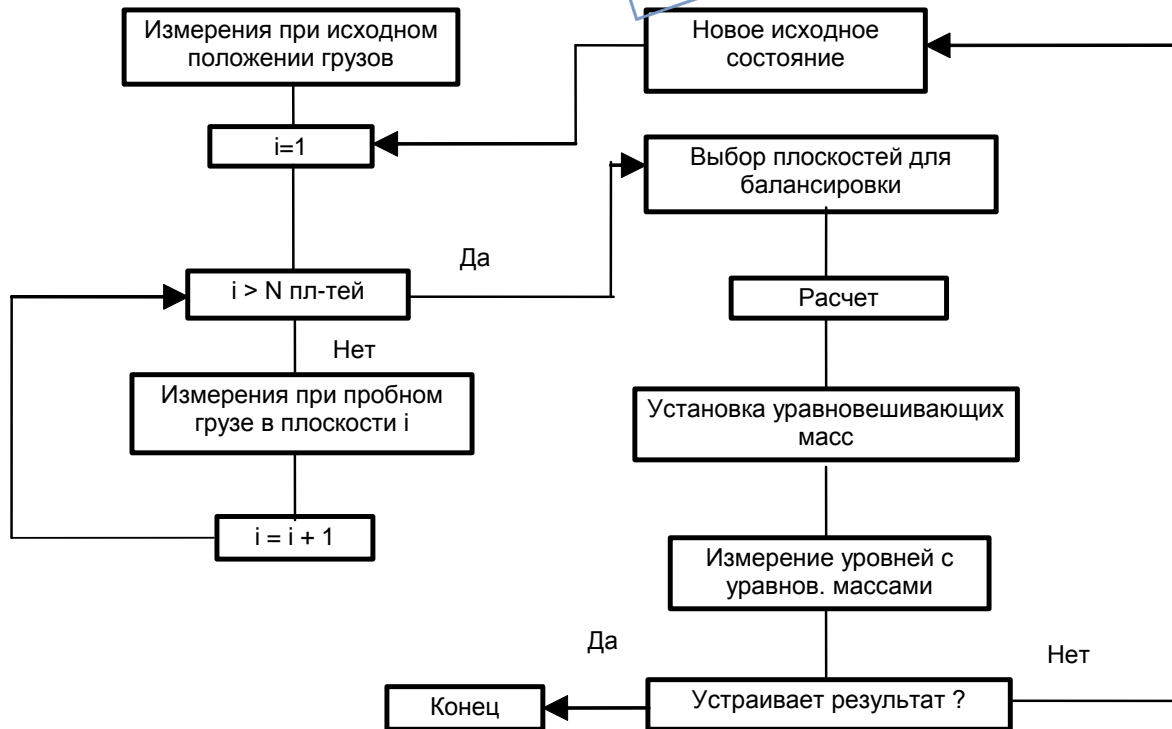 Измерения при исходном
положении грузов
i=1
i > N пл-тей
Да
Нет
Измерения при пробном
грузе в плоскости i
i = i + 1
Новое исходное
состояние
Выбор плоскостей для
балансировки
Расчет
Установка уравновешивающих
масс
Измерение уровней с
уравнов. массами
Да
Нет
Устраивает результат ?
Конец